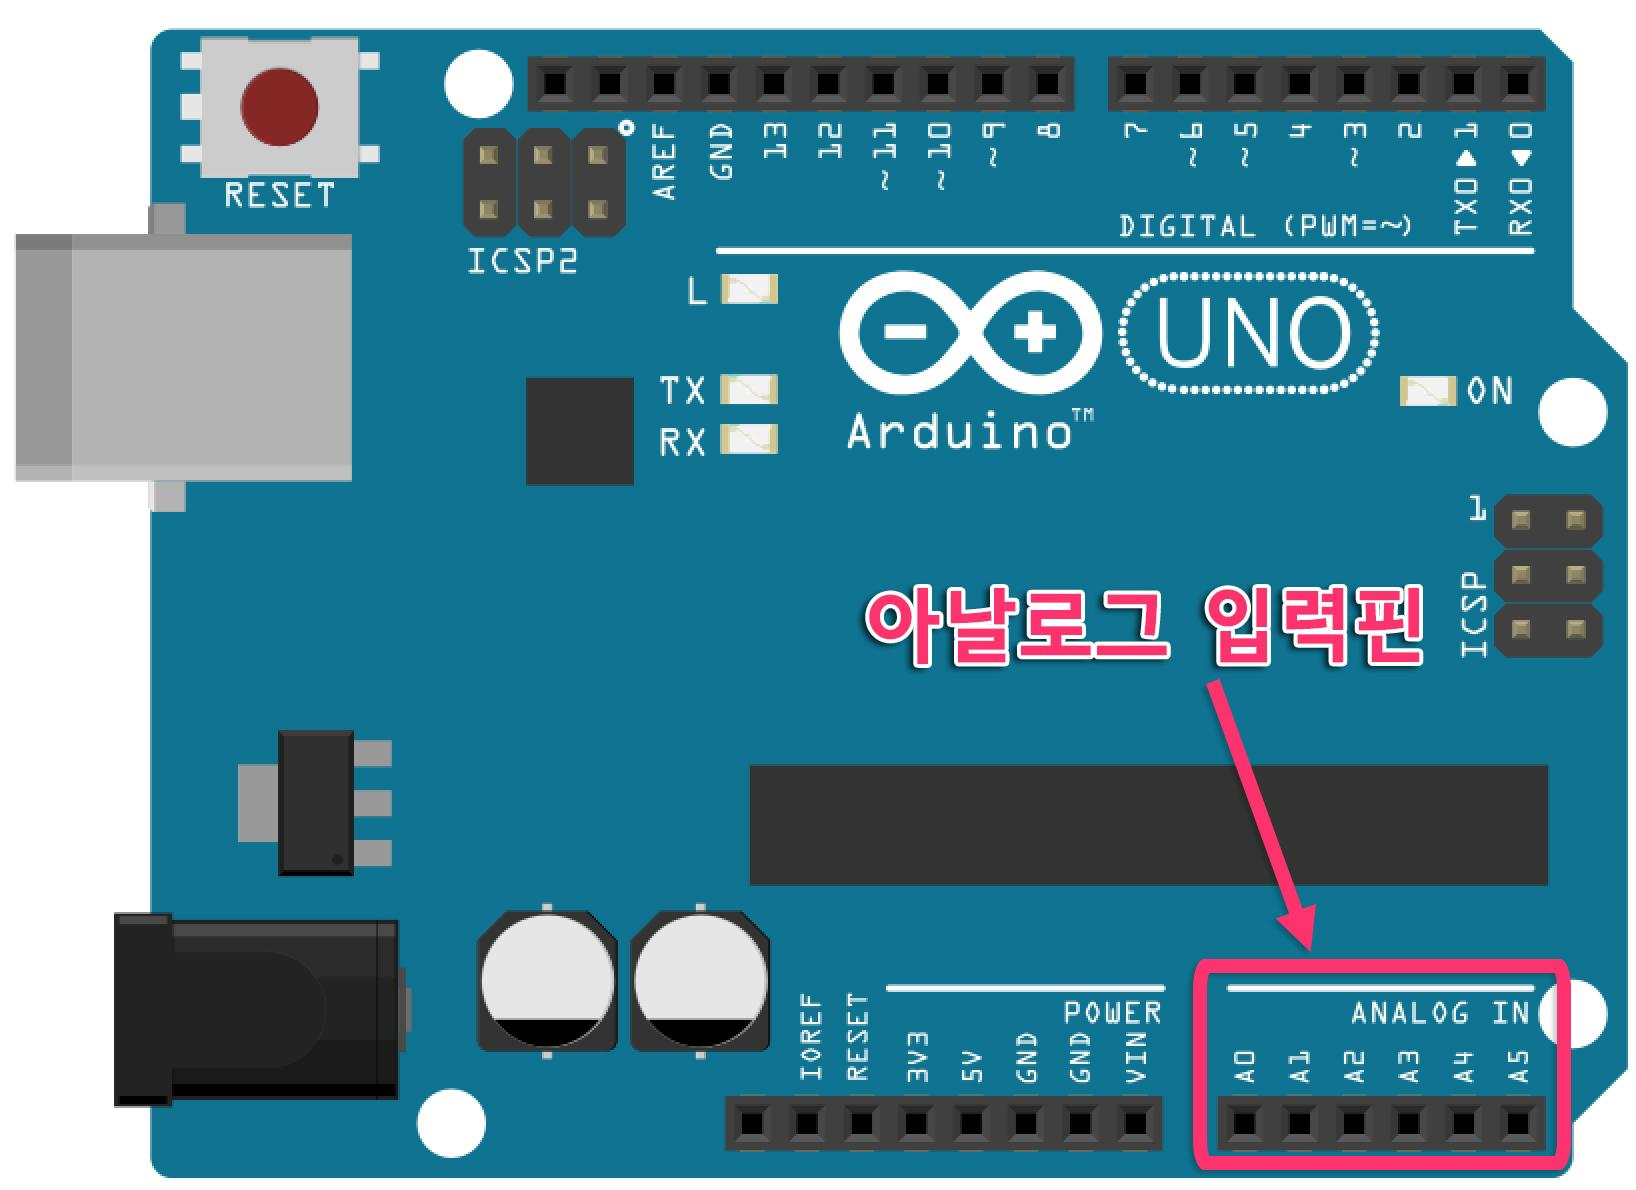 RESET
ICSP2
AREF
GND
13
12
~11
~10
~9
8
7
~6
~5
4
~3
2
TX0▶1
RX0◀0
DIGITAL (PWM=~)
L
TX
RX
Arduino™
UNO
ON
1
ICSP
아날로그 입력핀
POWER
ANALOG IN
IOREF
RESET
3V3
5V
GND
GND
VIN
A0
A1
A2
A3
A4
A5